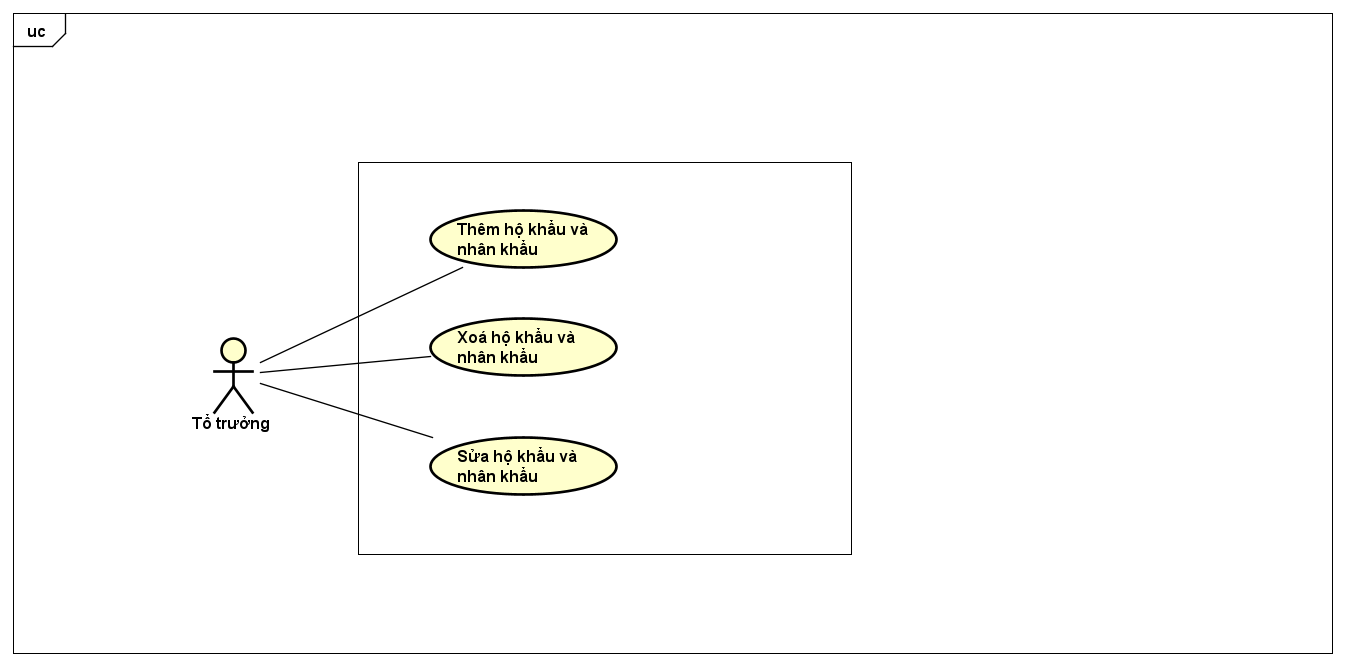 uc
Thêm hộ khẩu và
nhân khẩu
Xoá hộ khẩu và
nhân khẩu
Tổ trưởng
Sửa hộ khẩu và
nhân khẩu